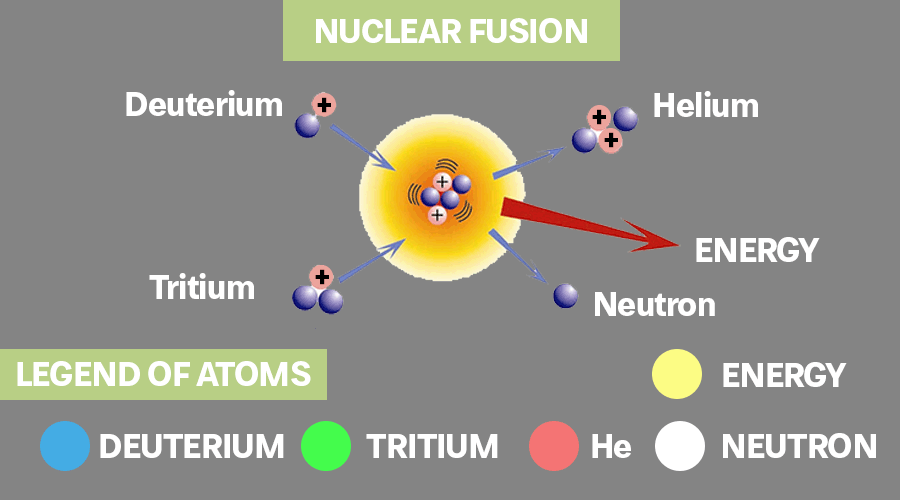 NUCLEAR FUSION
Deuterium
Helium
+
+
+
+
+
ENERGY
Tritium
+
Neutron
LEGEND OF ATOMS
ENERGY
DEUTERIUM
TRITIUM
He
NEUTRON